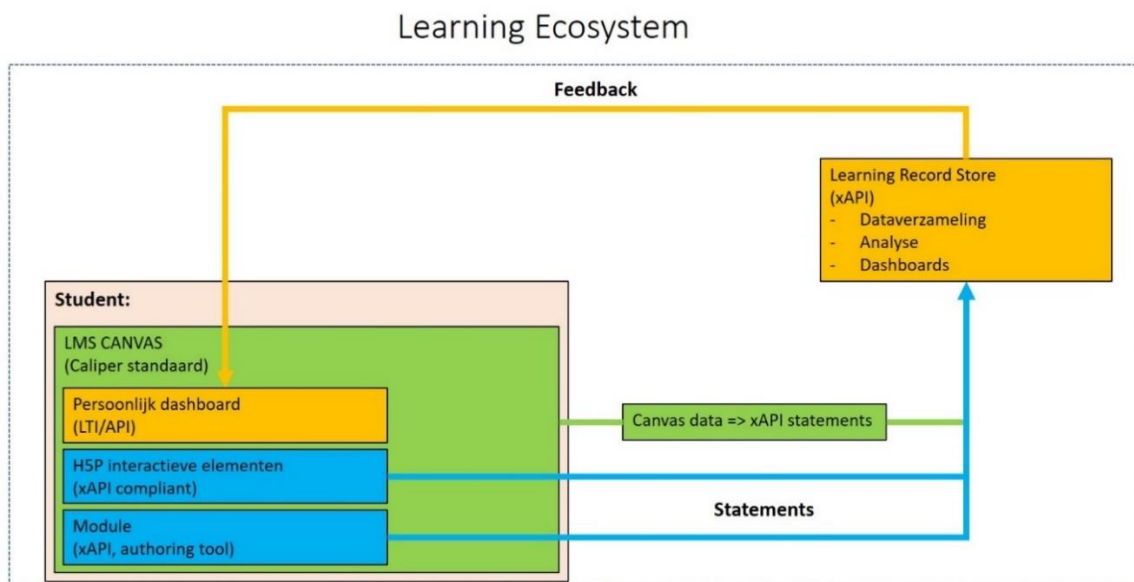 Learning Ecosystem
Feedback
Learning Record Store
(xAPI)
- Dataverzameling
- Analyse
- Dashboards
Student:
LMS CANVAS
(Caliper standaard)
Persoonlijk dashboard
(LTI/API)
Canvas data => xAPI statements
H5P interactieve elementen
(xAPI compliant)
Statements
Module
(xAPI, authoring tool)